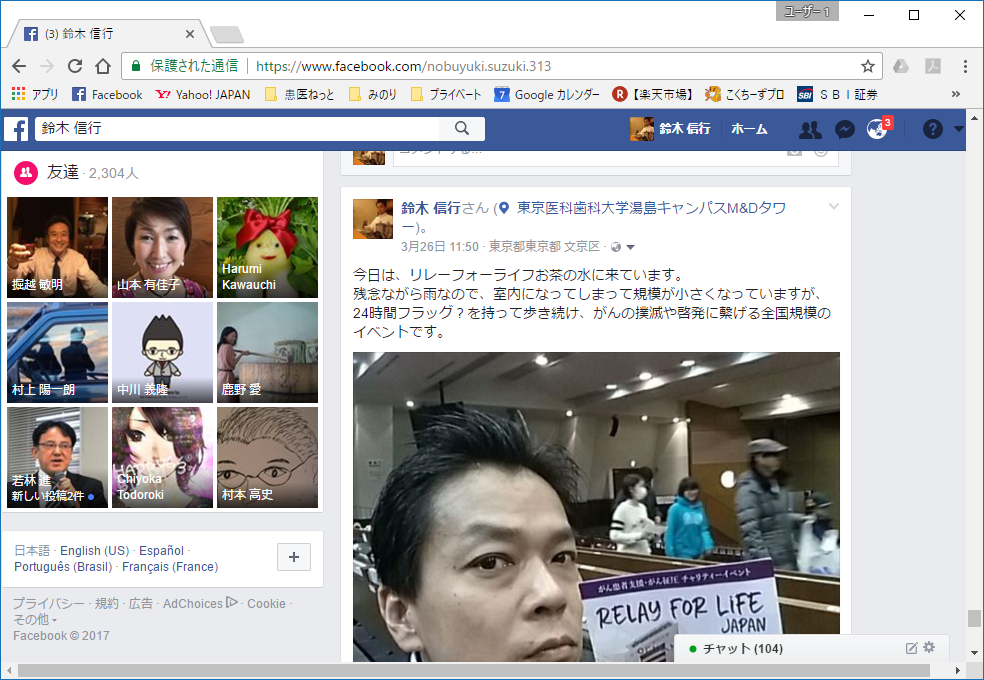 ユーザー 1
(3) 鈴木 信行
保護された通信 https://www.facebook.com/nobuyuki.suzuki.313
アプリ Facebook Yahoo! JAPAN 患医ねっと みのり プライベート Google カレンダー 【楽天市場】 こくちーずプロ ＳＢＩ証券 »
鈴木 信行 鈴木 信行 ホーム 3
友達 · 2,304人
堀越 敏明
山本 有佳子
Harumi
Kawauchi
村上 陽一朗
中川 義隆
鹿野 愛
若林 進
新しい投稿2件
Chiyoka
Todoroki
村本 高史
日本語 · English (US) · Español ·
Português (Brasil) · Français (France)
プライバシー · 規約 · 広告 · AdChoices · Cookie ·
その他
Facebook © 2017
コメントする...
鈴木 信行さん ( 東京医科歯科大学湯島キャンパスM&Dタワ
ー)。
3月26日 11:50 · 東京都東京都 文京区 ·
今日は、リレーフォーライフお茶の水に来ています。
残念ながら雨なので、室内になってしまって規模が小さくなっていますが、
24時間フラッグ？を持って歩き続け、がんの撲滅や啓発に繋げる全国規模の
イベントです。
がん患者支援・がん征圧 チャリティーイベント
RELAY FOR LIFE
JAPAN
チャット (104)